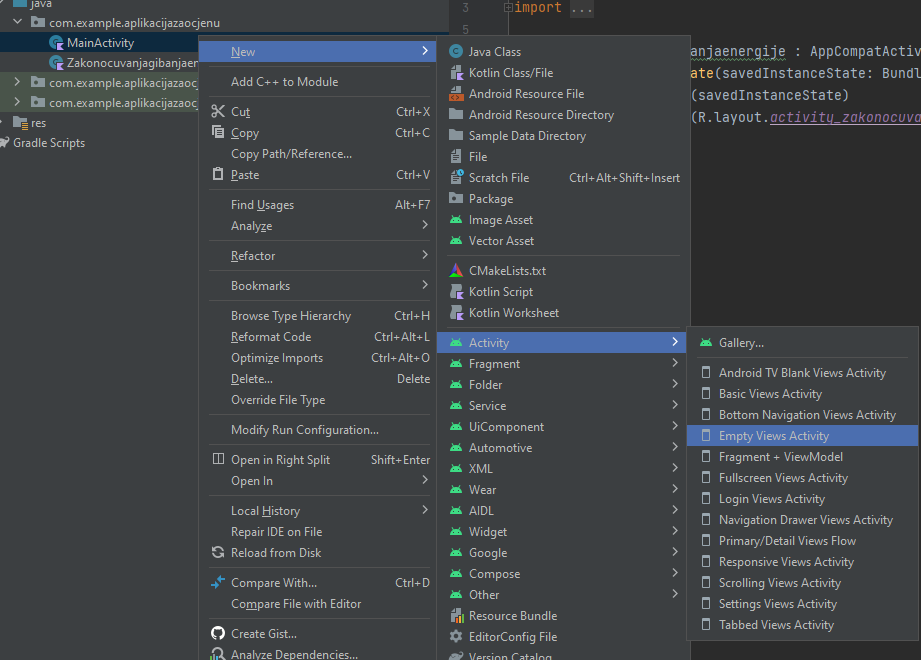 java
com.example.aplikacijazaocjenu
MainActivity
Zakonocuvanjagibanjaener
com.example.aplikacijazaoc
com.example.aplikacijazaoc
res
Gradle Scripts
New
Add C++ to Module
Cut Ctrl+X
Copy Ctrl+C
Copy Path/Reference...
Paste Ctrl+V
Find Usages Alt+F7
Analyze
Refactor
Bookmarks
Browse Type Hierarchy Ctrl+H
Reformat Code Ctrl+Alt+L
Optimize Imports Ctrl+Alt+O
Delete... Delete
Override File Type
Modify Run Configuration...
Open in Right Split Shift+Enter
Open In
Local History
Repair IDE on File
Reload from Disk
Compare With... Ctrl+D
Compare File with Editor
Create Gist...
Analyze Dependencies...
Java Class
Kotlin Class/File
Android Resource File
Android Resource Directory
Sample Data Directory
File
Scratch File Ctrl+Alt+Shift+Insert
Package
Image Asset
Vector Asset
CMakeLists.txt
Kotlin Script
Kotlin Worksheet
Activity
Fragment
Folder
Service
UiComponent
Automotive
XML
Wear
AIDL
Widget
Google
Compose
Other
Resource Bundle
EditorConfig File
Version Catalog
Gallery...
Android TV Blank Views Activity
Basic Views Activity
Bottom Navigation Views Activity
Empty Views Activity
Fragment + ViewModel
Fullscreen Views Activity
Login Views Activity
Navigation Drawer Views Activity
Primary/Detail Views Flow
Responsive Views Activity
Scrolling Views Activity
Settings Views Activity
Tabbed Views Activity
3 import ...
5
anjaenergije : AppCompatActiv
ate(savedInstanceState: Bundl
(savedInstanceState)
(R.layout.activity_zakonocuva